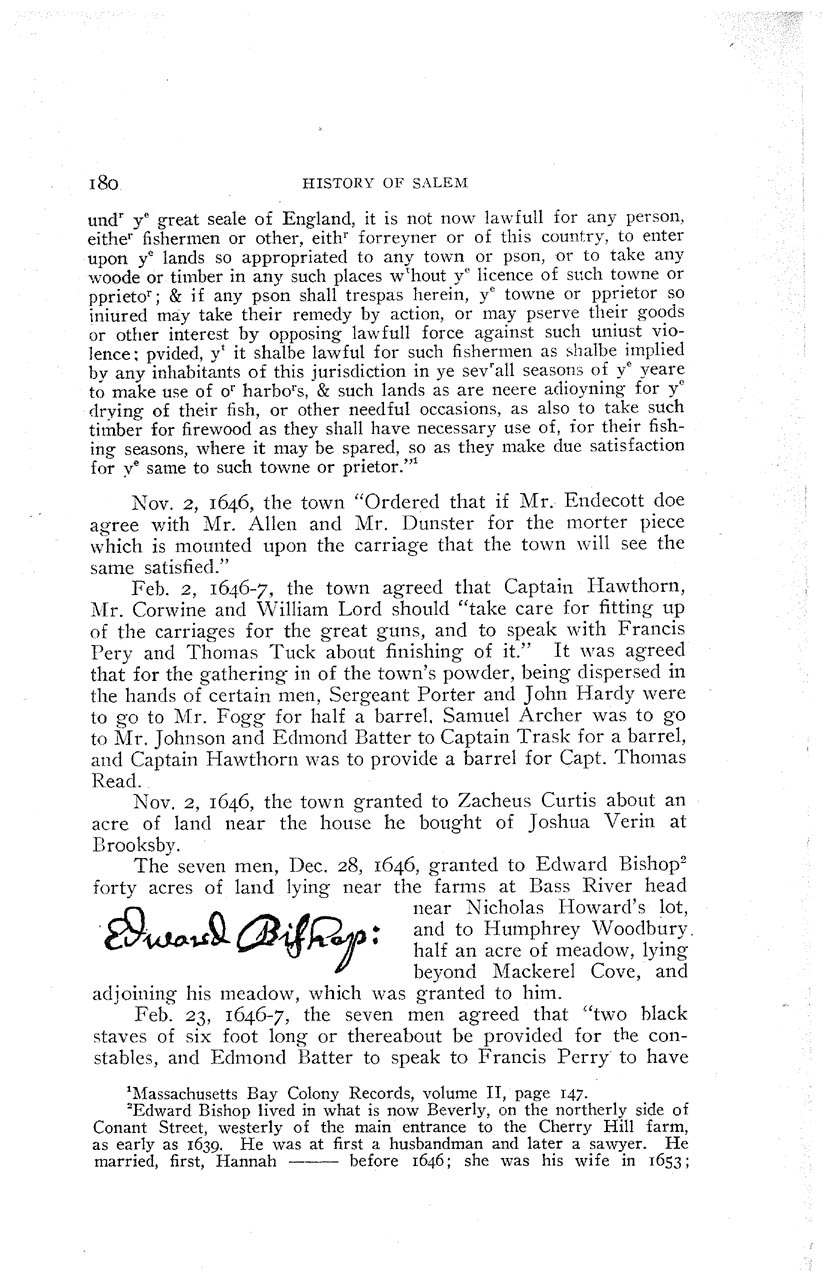 180 HISTORY OF SALEM
undʳ yᵉ great seale of England, it is not now lawfull for any person,
eitheʳ fishermen or other, eithʳ forreyner or of this country, to enter
upon yᵉ lands so appropriated to any town or pson, or to take any
woode or timber in any such places wᵗhout yᵉ licence of such towne or
pprietoʳ; & if any pson shall trespas herein, yᵉ towne or pprietor so
iniured may take their remedy by action, or may pserve their goods
or other interest by opposing lawfull force against such uniust vio-
lence: pvided, yᵗ it shalbe lawful for such fishermen as shalbe implied
by any inhabitants of this jurisdiction in ye sevʳall seasons of yᵉ yeare
to make use of oʳ harboʳs, & such lands as are neere adioyning for yᵉ
drying of their fish, or other needful occasions, as also to take such
timber for firewood as they shall have necessary use of, for their fish-
ing seasons, where it may be spared, so as they make due satisfaction
for yᵉ same to such towne or prietor.”¹
Nov. 2, 1646, the town “Ordered that if Mr. Endecott doe
agree with Mr. Allen and Mr. Dunster for the morter piece
which is mounted upon the carriage that the town will see the
same satisfied.”
Feb. 2, 1646-7, the town agreed that Captain Hawthorn,
Mr. Corwine and William Lord should “take care for fitting up
of the carriages for the great guns, and to speak with Francis
Pery and Thomas Tuck about finishing of it.” It was agreed
that for the gathering in of the town’s powder, being dispersed in
the hands of certain men, Sergeant Porter and John Hardy were
to go to Mr. Fogg for half a barrel, Samuel Archer was to go
to Mr. Johnson and Edmond Batter to Captain Trask for a barrel,
and Captain Hawthorn was to provide a barrel for Capt. Thomas
Read.
Nov. 2, 1646, the town granted to Zacheus Curtis about an
acre of land near the house he bought of Joshua Verin at
Brooksby.
The seven men, Dec. 28, 1646, granted to Edward Bishop²
forty acres of land lying near the farms at Bass River head
near Nicholas Howard’s lot,
Edward Bishop:
and to Humphrey Woodbury
half an acre of meadow, lying
beyond Mackerel Cove, and
adjoining his meadow, which was granted to him.
Feb. 23, 1646-7, the seven men agreed that “two black
staves of six foot long or thereabout be provided for the con-
stables, and Edmond Batter to speak to Francis Perry to have
¹Massachusetts Bay Colony Records, volume II, page 147.
²Edward Bishop lived in what is now Beverly, on the northerly side of
Conant Street, westerly of the main entrance to the Cherry Hill farm,
as early as 1639. He was at first a husbandman and later a sawyer. He
married, first, Hannah —— before 1646; she was his wife in 1653;